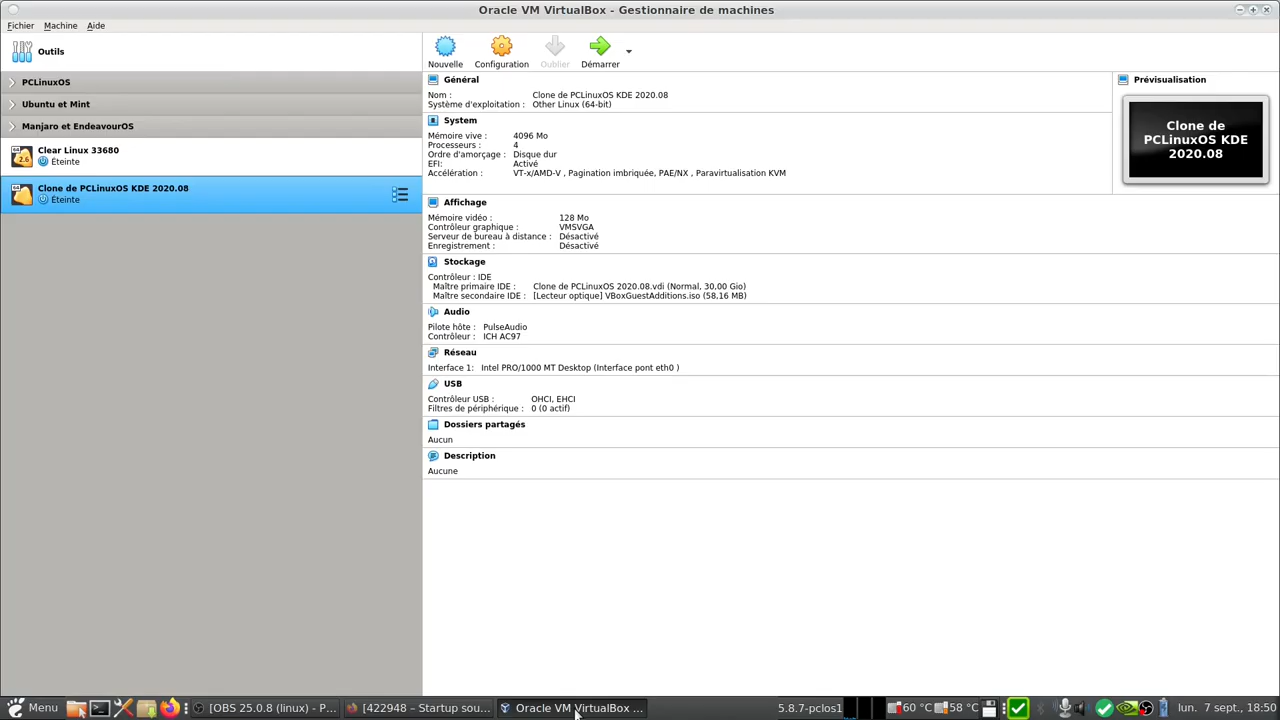 Oracle VM VirtualBox - Gestionnaire de machines
Fichier Machine Aide
Outils
Nouvelle Configuration Oublier Démarrer
PCLinuxOS
Ubuntu et Mint
Manjaro et EndeavourOS
Clear Linux 33680
Éteinte
Clone de PCLinuxOS KDE 2020.08
Éteinte
Général
Nom : Clone de PCLinuxOS KDE 2020.08
Système d'exploitation : Other Linux (64-bit)
System
Mémoire vive : 4096 Mo
Processeurs : 4
Ordre d'amorçage : Disque dur
EFI: Activé
Accélération : VT-x/AMD-V , Pagination imbriquée, PAE/NX , Paravirtualisation KVM
Prévisualisation
Clone de
PCLinuxOS KDE
2020.08
Affichage
Mémoire vidéo : 128 Mo
Contrôleur graphique : VMSVGA
Serveur de bureau à distance : Désactivé
Enregistrement : Désactivé
Stockage
Contrôleur : IDE
Maître primaire IDE : Clone de PCLinuxOS 2020.08.vdi (Normal, 30,00 Gio)
Maître secondaire IDE : [Lecteur optique] VBoxGuestAdditions.iso (58,16 MB)
Audio
Pilote hôte : PulseAudio
Contrôleur : ICH AC97
Réseau
Interface 1: Intel PRO/1000 MT Desktop (Interface pont eth0 )
USB
Contrôleur USB : OHCI, EHCI
Filtres de périphérique : 0 (0 actif)
Dossiers partagés
Aucun
Description
Aucune
Menu [OBS 25.0.8 (linux) - P... [422948 – Startup sou... Oracle VM VirtualBox ... 5.8.7-pclos1 60 °C 58 °C lun. 7 sept., 18:50